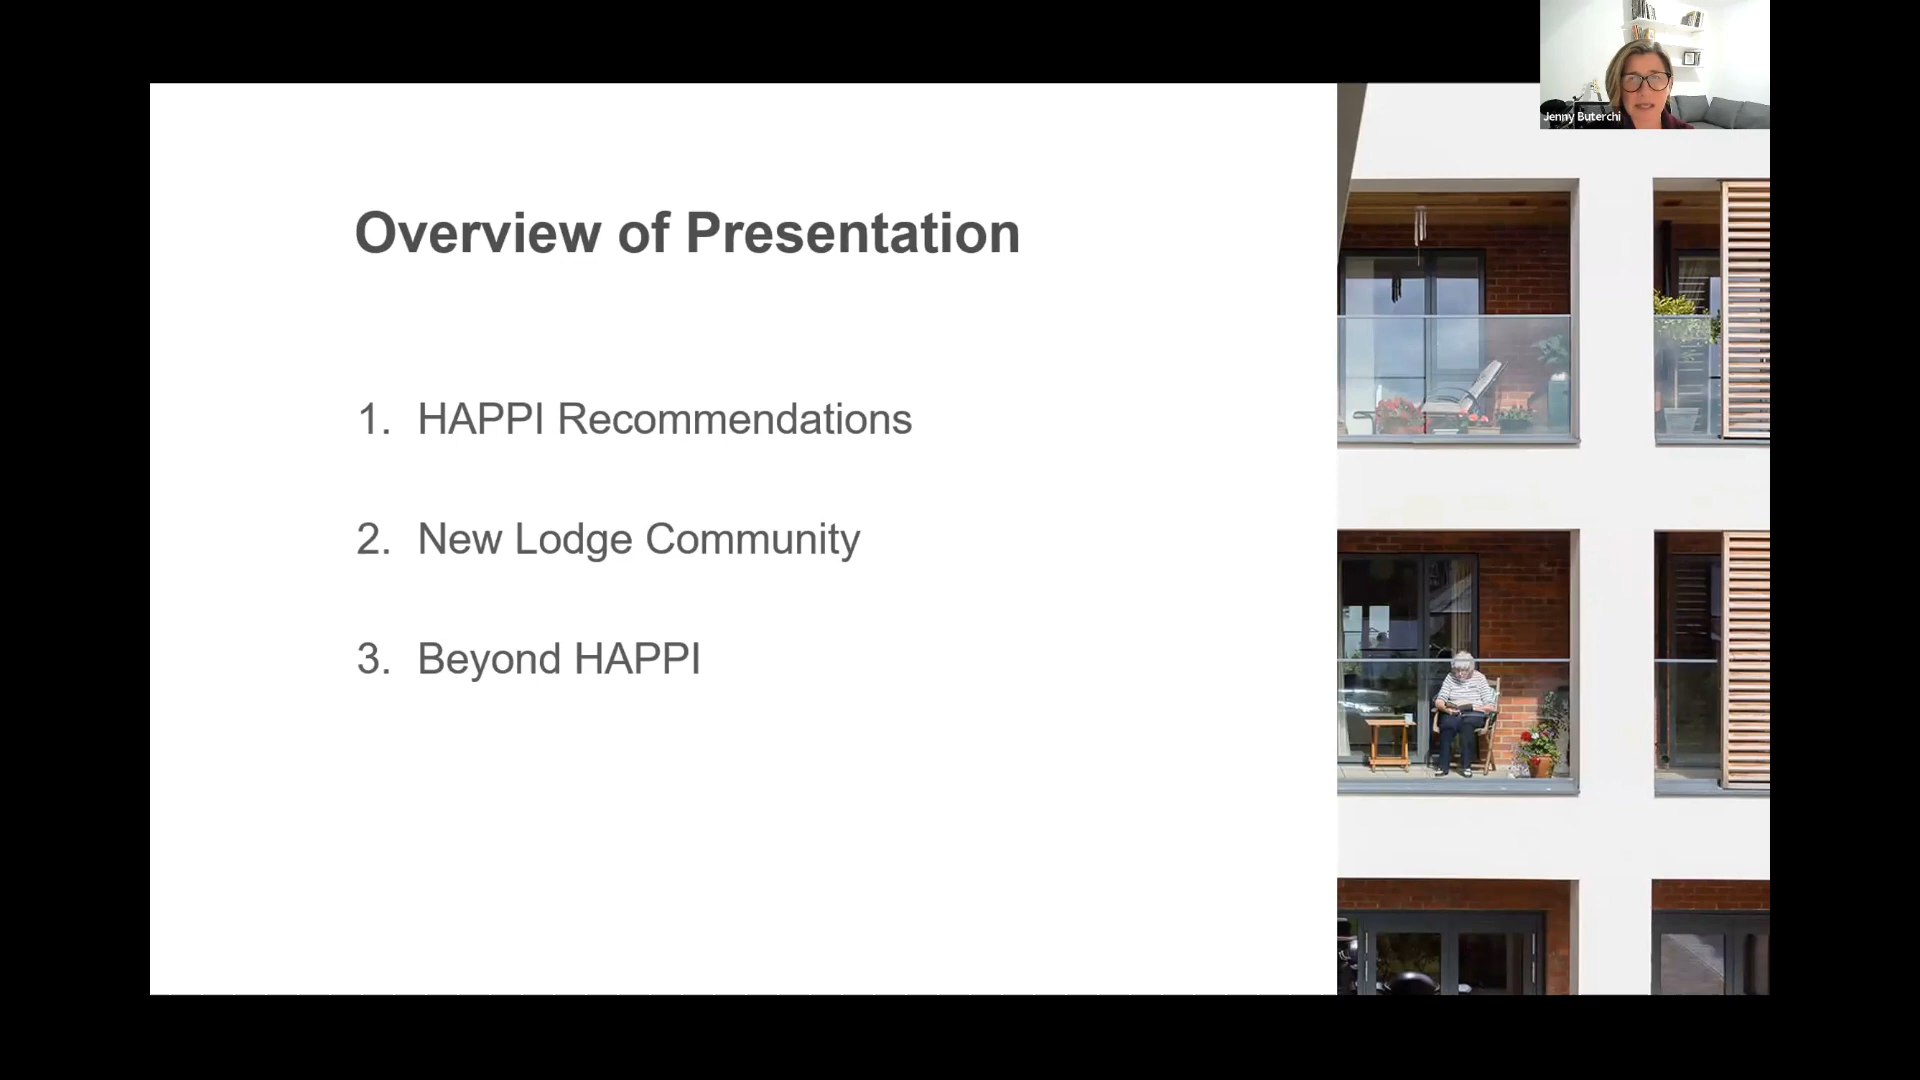 Jenny Buterchi
Overview of Presentation
1. HAPPI Recommendations
2. New Lodge Community
3. Beyond HAPPI